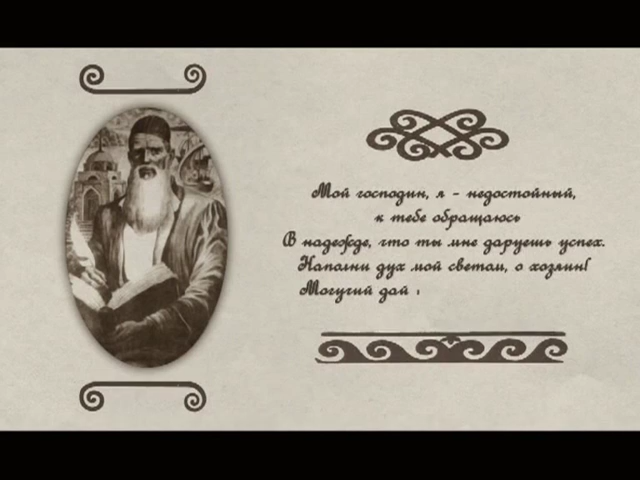 Мой господин, я - недостойный,
к тебе обращаюсь
В надежде, что ты мне даруешь успех.
Наполни дух мой светом, о хозяин!
Могучий дай